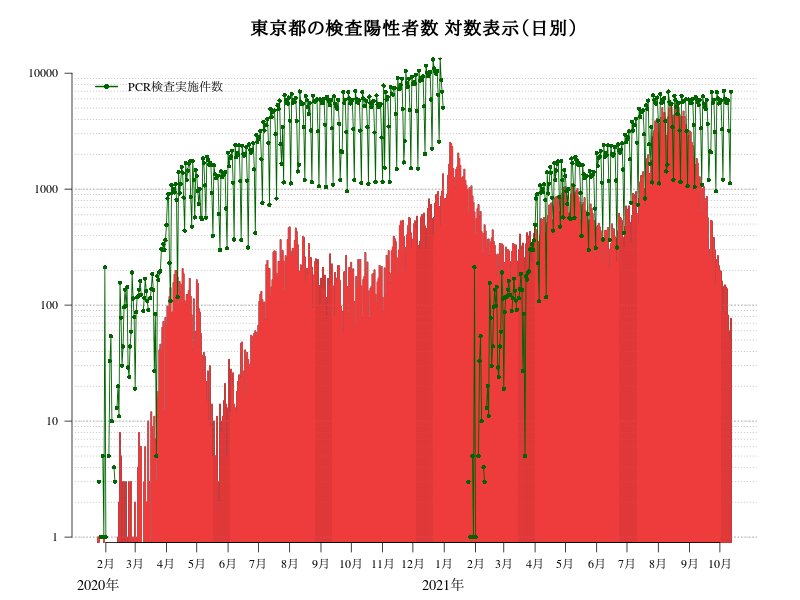 東京都の検査陽性者数 対数表示(日別)
10000
PCR検査実施件数
1000
100
10
1
2月 3月 4月 5月 6月 7月 8月 9月 10月 11月 12月 1月 2月 3月 4月 5月 6月 7月 8月 9月 10月
2020年 2021年